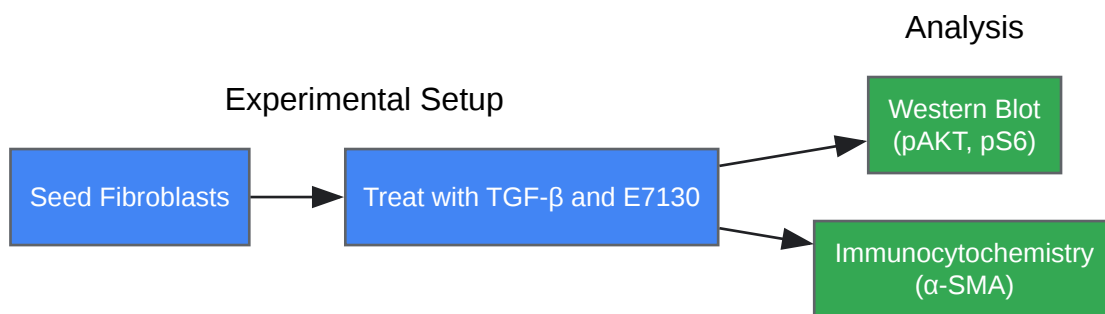 Analysis
Experimental Setup
Western Blot
(pAKT, pS6)
Seed Fibroblasts
Treat with TGF-β and E7130
Immunocytochemistry
(α-SMA)